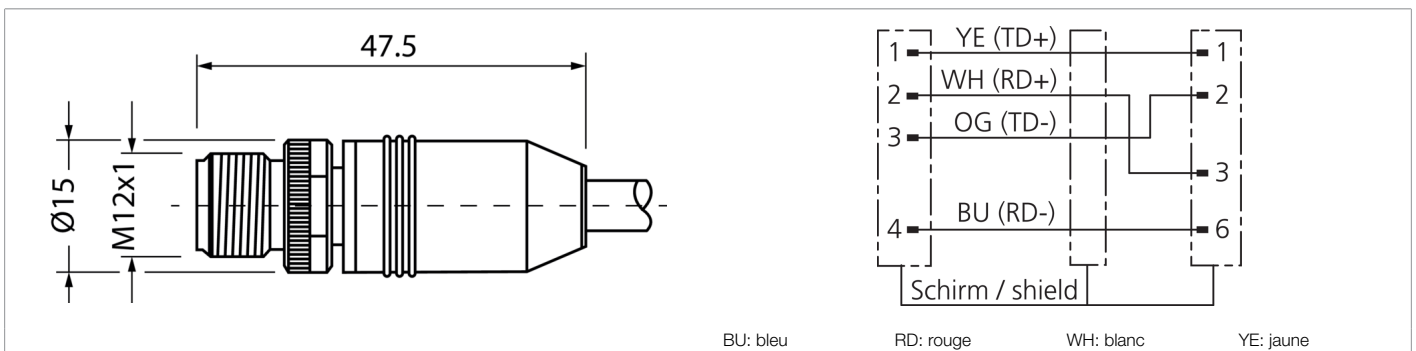 47.5
Ø15
M12x1
YE (TD+)
1
1
WH (RD+)
2
2
OG (TD-)
3
3
BU (RD-)
4
6
Schirm / shield
BU: bleu RD: rouge WH: blanc YE: jaune